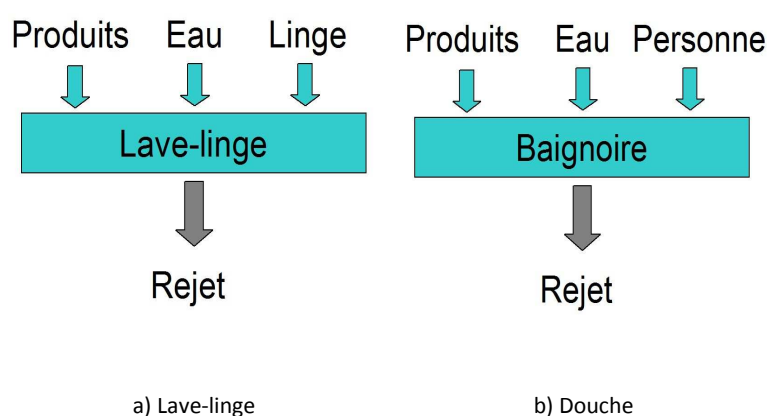 Produits Eau Linge
Lave-linge
Rejet
a) Lave-linge
Produits Eau Personne
Baignoire
Rejet
b) Douche